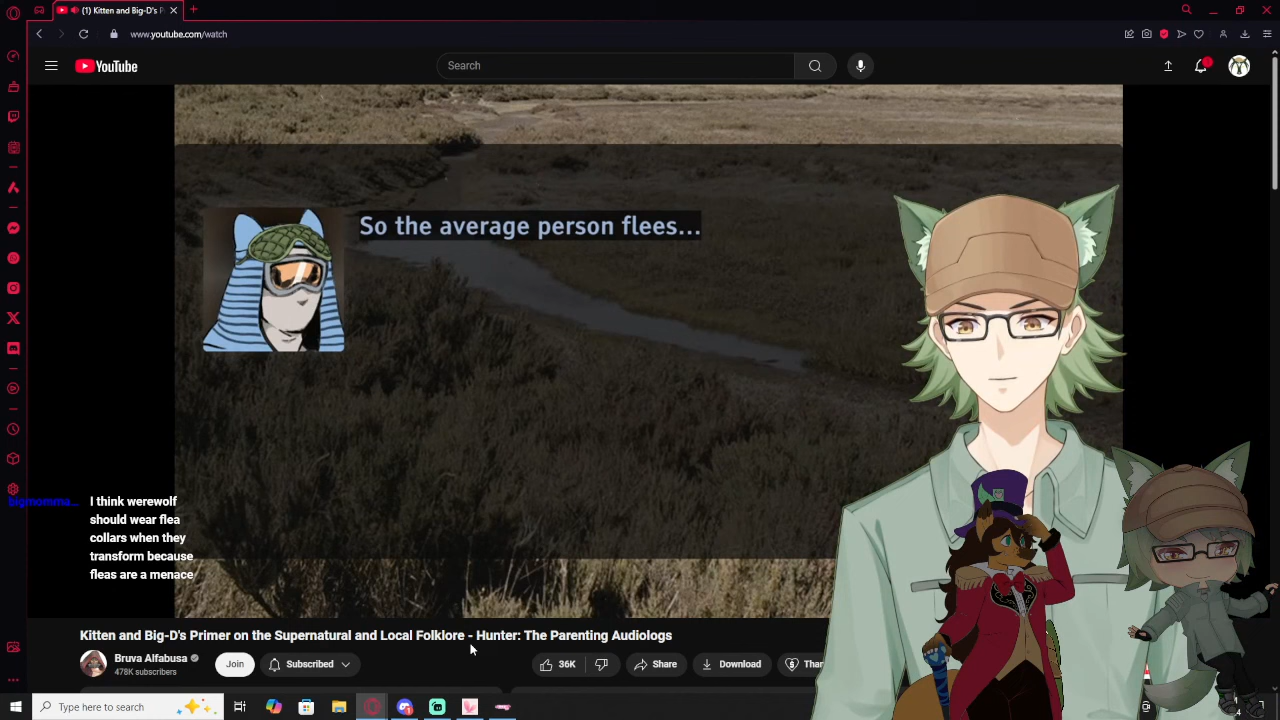 (1) Kitten and Big-D's P
www.youtube.com/watch
YouTube
Search
So the average person flees...
bigmomma...
I think werewolf
should wear flea
collars when they
transform because
fleas are a menace
Kitten and Big-D's Primer on the Supernatural and Local Folklore - Hunter: The Parenting Audiologs
Bruva Alfabusa
478K subscribers
Join
Subscribed
36K
Share
Download
Than
Type here to search